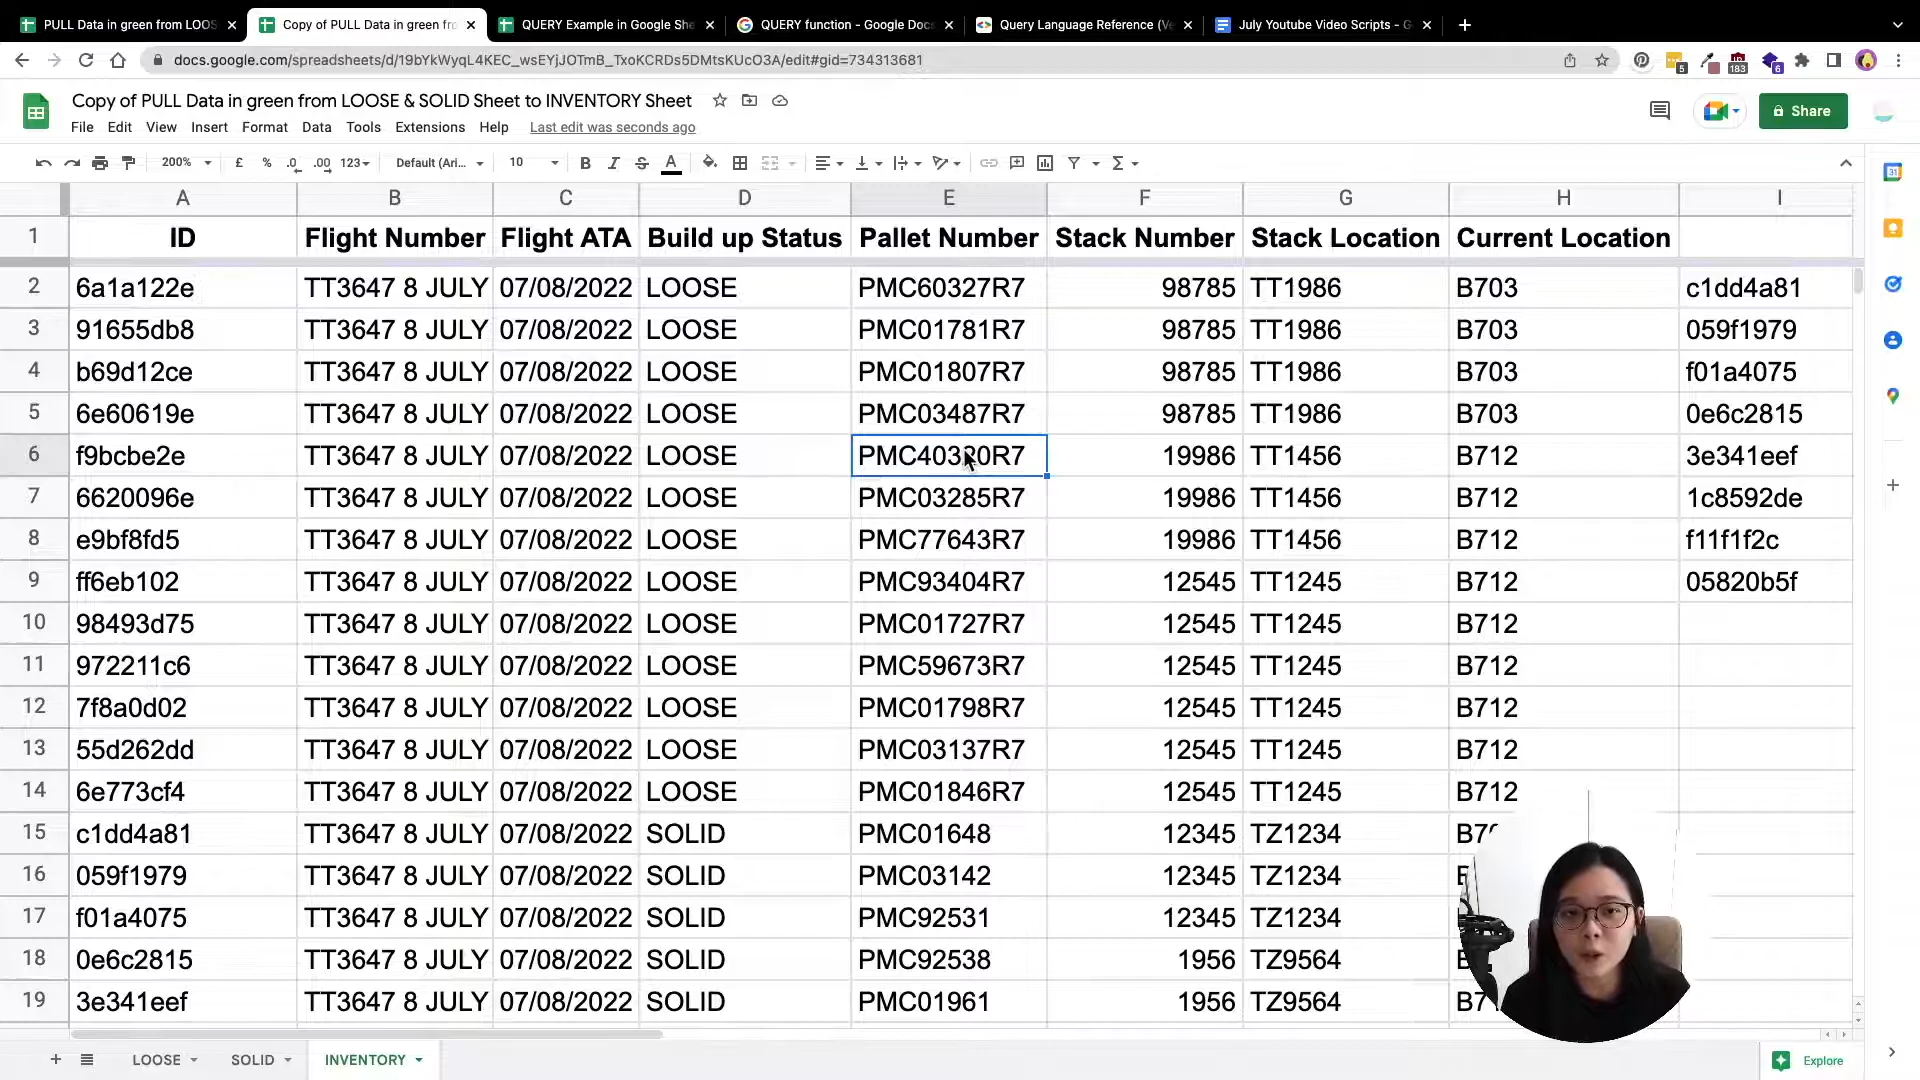 PULL Data in green from LOOS
Copy of PULL Data in green fro
QUERY Example in Google She
QUERY function - Google Doc
Query Language Reference (Ve
July Youtube Video Scripts - G
docs.google.com/spreadsheets/d/19bYkWyqL4KEC_wsEYjJOTmB_TxoKCRDs5DMtsKUcO3A/edit#gid=734313681
5
183
6
Copy of PULL Data in green from LOOSE & SOLID Sheet to INVENTORY Sheet
Share
File Edit View Insert Format Data Tools Extensions Help Last edit was seconds ago
200% £ % .0 .00 123 Default (Ari... 10 B I S A Σ
31
A B C D E F G H I
1 ID Flight Number Flight ATA Build up Status Pallet Number Stack Number Stack Location Current Location
2 6a1a122e TT3647 8 JULY 07/08/2022 LOOSE PMC60327R7 98785 TT1986 B703 c1dd4a81
3 91655db8 TT3647 8 JULY 07/08/2022 LOOSE PMC01781R7 98785 TT1986 B703 059f1979
4 b69d12ce TT3647 8 JULY 07/08/2022 LOOSE PMC01807R7 98785 TT1986 B703 f01a4075
5 6e60619e TT3647 8 JULY 07/08/2022 LOOSE PMC03487R7 98785 TT1986 B703 0e6c2815
6 f9bcbe2e TT3647 8 JULY 07/08/2022 LOOSE 19986 TT1456 B712 3e341eef
7 6620096e TT3647 8 JULY 07/08/2022 LOOSE PMC03285R7 19986 TT1456 B712 1c8592de
8 e9bf8fd5 TT3647 8 JULY 07/08/2022 LOOSE PMC77643R7 19986 TT1456 B712 f11f1f2c
9 ff6eb102 TT3647 8 JULY 07/08/2022 LOOSE PMC93404R7 12545 TT1245 B712 05820b5f
10 98493d75 TT3647 8 JULY 07/08/2022 LOOSE PMC01727R7 12545 TT1245 B712
11 972211c6 TT3647 8 JULY 07/08/2022 LOOSE PMC59673R7 12545 TT1245 B712
12 7f8a0d02 TT3647 8 JULY 07/08/2022 LOOSE PMC01798R7 12545 TT1245 B712
13 55d262dd TT3647 8 JULY 07/08/2022 LOOSE PMC03137R7 12545 TT1245 B712
14 6e773cf4 TT3647 8 JULY 07/08/2022 LOOSE PMC01846R7 12545 TT1245 B712
15 c1dd4a81 TT3647 8 JULY 07/08/2022 SOLID PMC01648 12345 TZ1234
16 059f1979 TT3647 8 JULY 07/08/2022 SOLID PMC03142 12345 TZ1234
17 f01a4075 TT3647 8 JULY 07/08/2022 SOLID PMC92531 12345 TZ1234
18 0e6c2815 TT3647 8 JULY 07/08/2022 SOLID PMC92538 1956 TZ9564
19 3e341eef TT3647 8 JULY 07/08/2022 SOLID PMC01961 1956 TZ9564
LOOSE SOLID INVENTORY
Explore